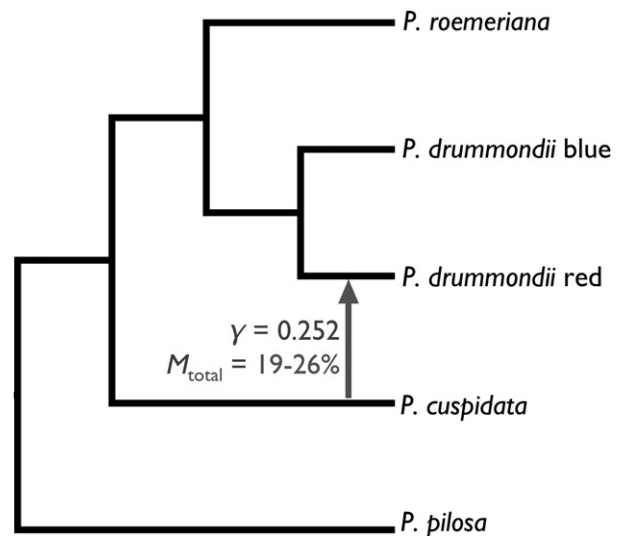 P. roemeriana
P. drummondii blue
P. drummondii red
γ = 0.252
Mtotal = 19-26%
P. cuspidata
P. pilosa